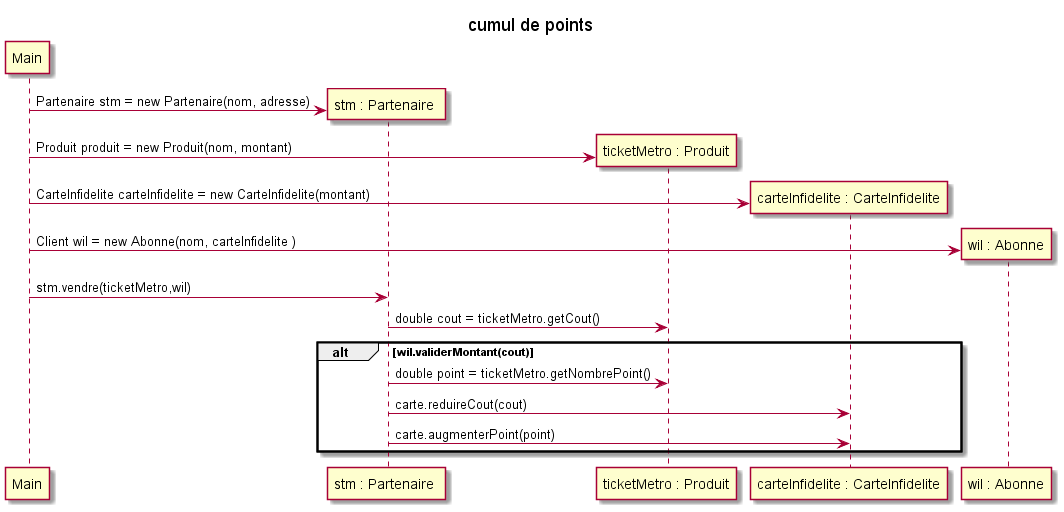 cumul de points
Main
Partenaire stm = new Partenaire(nom, adresse)
stm : Partenaire
Produit produit = new Produit(nom, montant)
ticketMetro : Produit
CarteInfidelite carteInfidelite = new CarteInfidelite(montant)
carteInfidelite : CarteInfidelite
Client wil = new Abonne(nom, carteInfidelite )
wil : Abonne
stm.vendre(ticketMetro,wil)
double cout = ticketMetro.getCout()
alt [wil.validerMontant(cout)]
double point = ticketMetro.getNombrePoint()
carte.reduireCout(cout)
carte.augmenterPoint(point)
Main stm : Partenaire ticketMetro : Produit carteInfidelite : CarteInfidelite wil : Abonne